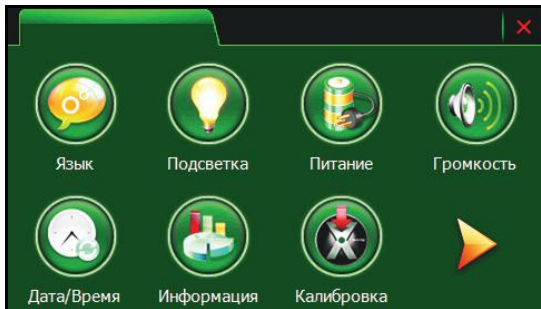 Язык Подсветка Питание Громкость
Дата/Время Информация Калибровка